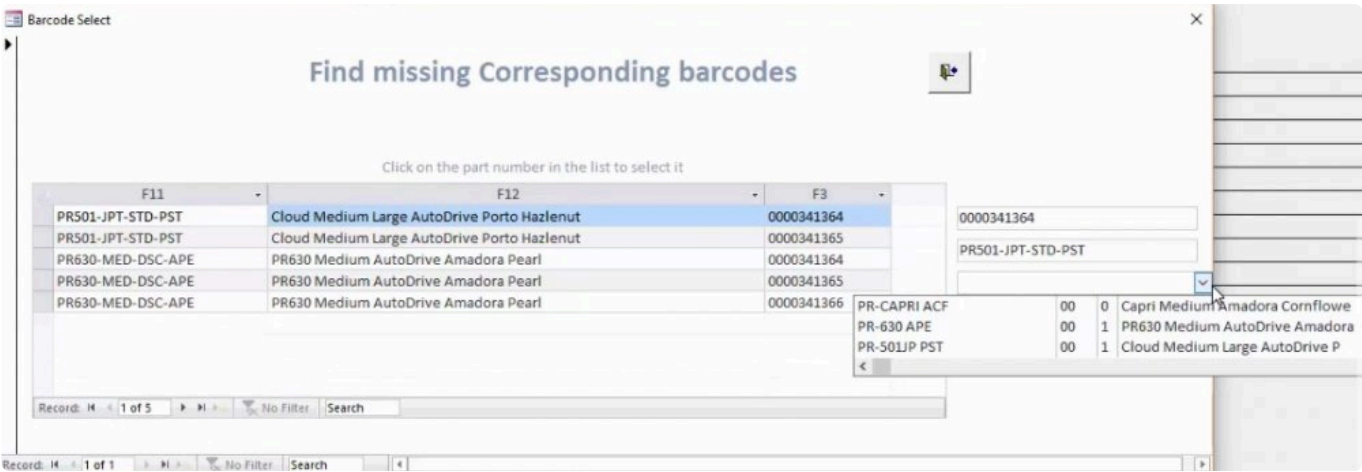 Barcode Select
Find missing Corresponding barcodes
Click on the part number in the list to select it
F11 F12 F3
PR501-JPT-STD-PST Cloud Medium Large AutoDrive Porto Hazlenut 0000341364
PR501-JPT-STD-PST Cloud Medium Large AutoDrive Porto Hazlenut 0000341365
PR630-MED-DSC-APE PR630 Medium AutoDrive Amadora Pearl 0000341364
PR630-MED-DSC-APE PR630 Medium AutoDrive Amadora Pearl 0000341365
PR630-MED-DSC-APE PR630 Medium AutoDrive Amadora Pearl 0000341366
0000341364
PR501-JPT-STD-PST
PR-CAPRI ACF 00 0 Capri Medium Amadora Cornflowe
PR-630 APE 00 1 PR630 Medium AutoDrive Amadora
PR-501JP PST 00 1 Cloud Medium Large AutoDrive P
Record: 1 of 5 No Filter Search
Record: 1 of 1 No Filter Search